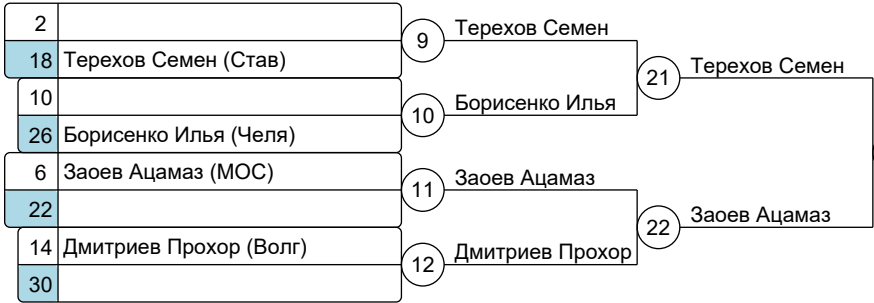 2
18 Терехов Семен (Став)
10
26 Борисенко Илья (Челя)
6 Заоев Ацамаз (МОС)
22
14 Дмитриев Прохор (Волг)
30
9 Терехов Семен
10 Борисенко Илья
11 Заоев Ацамаз
12 Дмитриев Прохор
21 Терехов Семен
22 Заоев Ацамаз